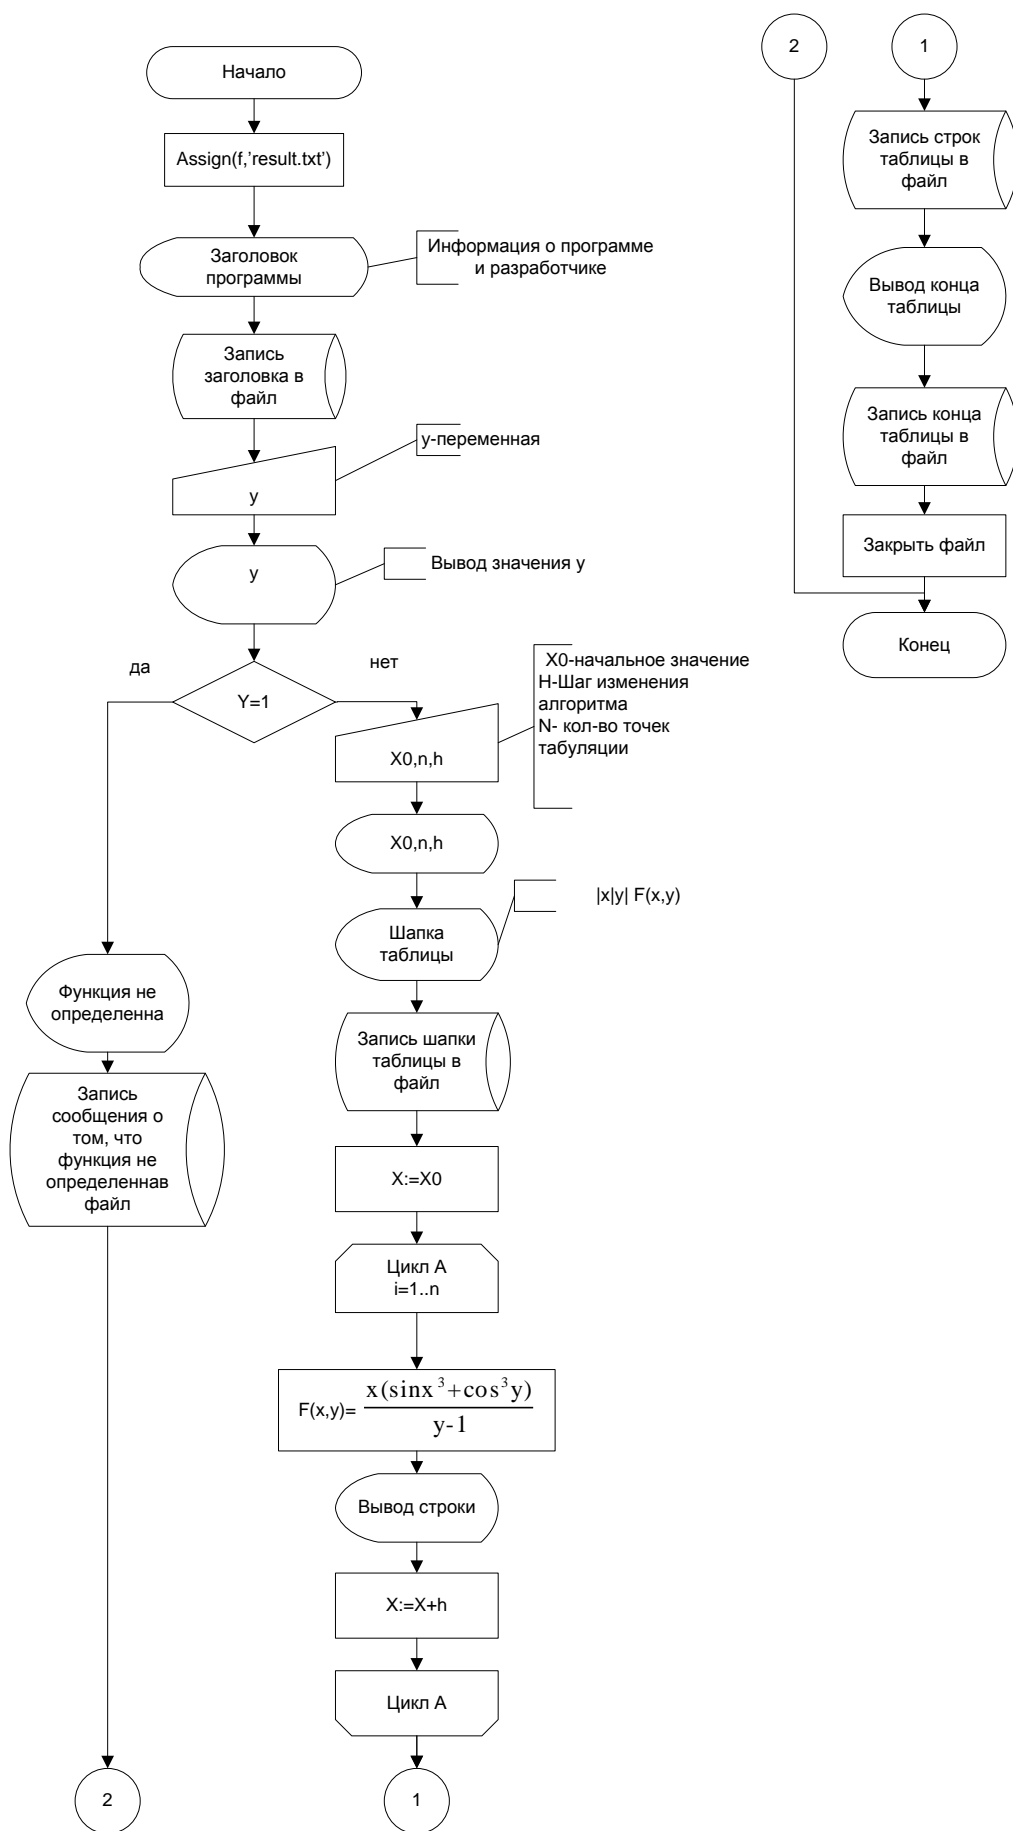 Начало
Assign(f,'result.txt')
Заголовок
программы
Информация о программе
и разработчике
Запись
заголовка в
файл
y-переменная
y
y
Вывод значения y
да
нет
Y=1
X0-начальное значение
H-Шаг изменения
алгоритма
N- кол-во точек
табуляции
X0,n,h
X0,n,h
|x|y| F(x,y)
Шапка
таблицы
Функция не
определенна
Запись шапки
таблицы в
файл
Запись
сообщения о
том, что
функция не
определеннав
файл
X:=X0
Цикл А
i=1..n
F(x,y)= x(sinx³+cos³y)
y-1
Вывод строки
X:=X+h
Цикл А
2
1
2
1
Запись строк
таблицы в
файл
Вывод конца
таблицы
Запись конца
таблицы в
файл
Закрыть файл
Конец